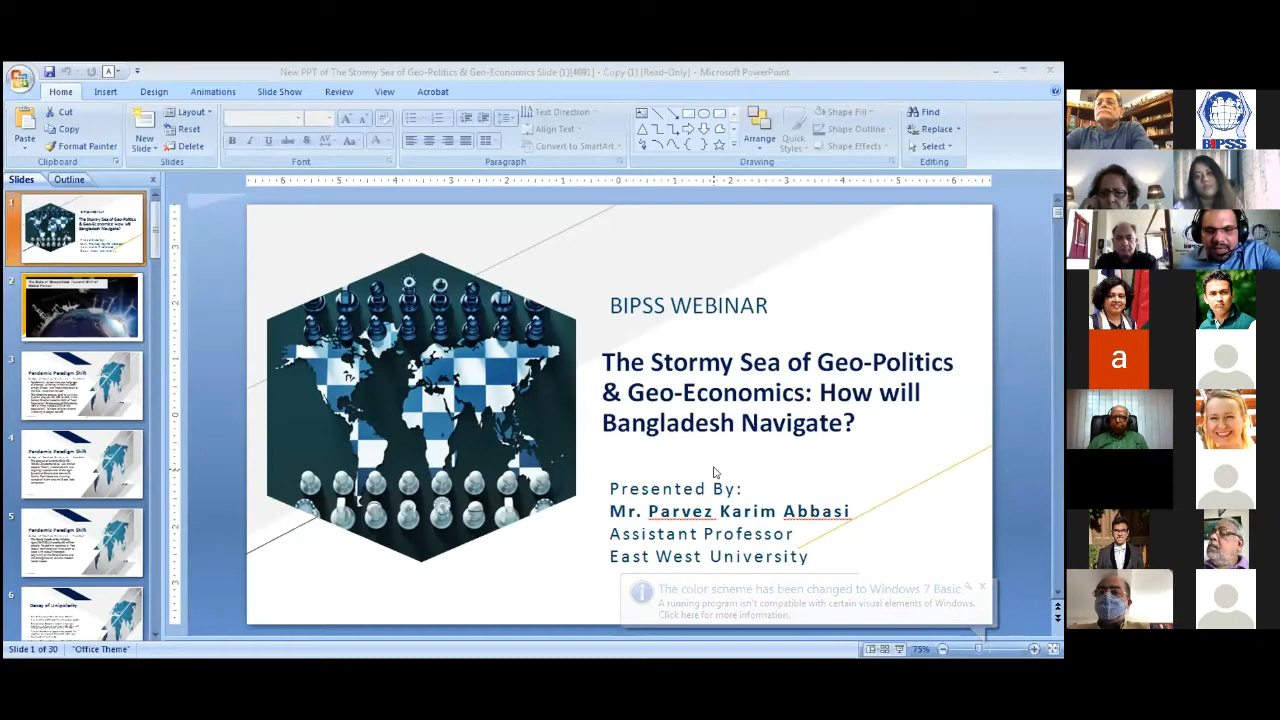 New PPT of The Stormy Sea of Geo-Politics & Geo-Economics Slide (1)[4691] - Copy (1) [Read-Only] - Microsoft PowerPoint
Home Insert Design Animations Slide Show Review View Acrobat
Paste
Cut
Copy
Format Painter
Clipboard
New Slide
Layout
Reset
Delete
Slides
Font
Text Direction
Align Text
Convert to SmartArt
Paragraph
Arrange
Quick Styles
Shape Fill
Shape Outline
Shape Effects
Drawing
Find
Replace
Select
Editing
Slides Outline
1
2
3
Pandemic Paradigm Shift
4
Pandemic Paradigm Shift
5
Pandemic Paradigm Shift
6
Decay of Unipolarity
BIPSS WEBINAR
The Stormy Sea of Geo-Politics
& Geo-Economics: How will
Bangladesh Navigate?
Presented By:
Mr. Parvez Karim Abbasi
Assistant Professor
East West University
The color scheme has been changed to Windows 7 Basic
A running program isn't compatible with certain visual elements of Windows.
Click here for more information.
Slide 1 of 30 "Office Theme" 75%
BIPSS
a